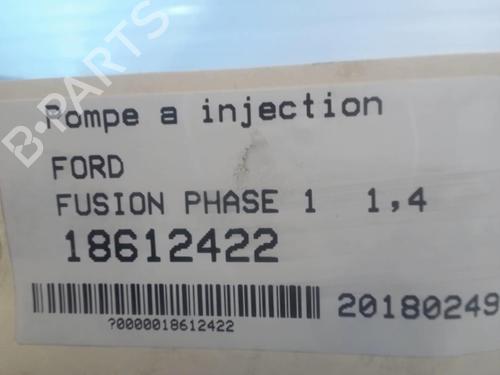 B-PARTS
Pompe a injection
FORD
FUSION PHASE 1 1,4
18612422
20180249
?0000018612422